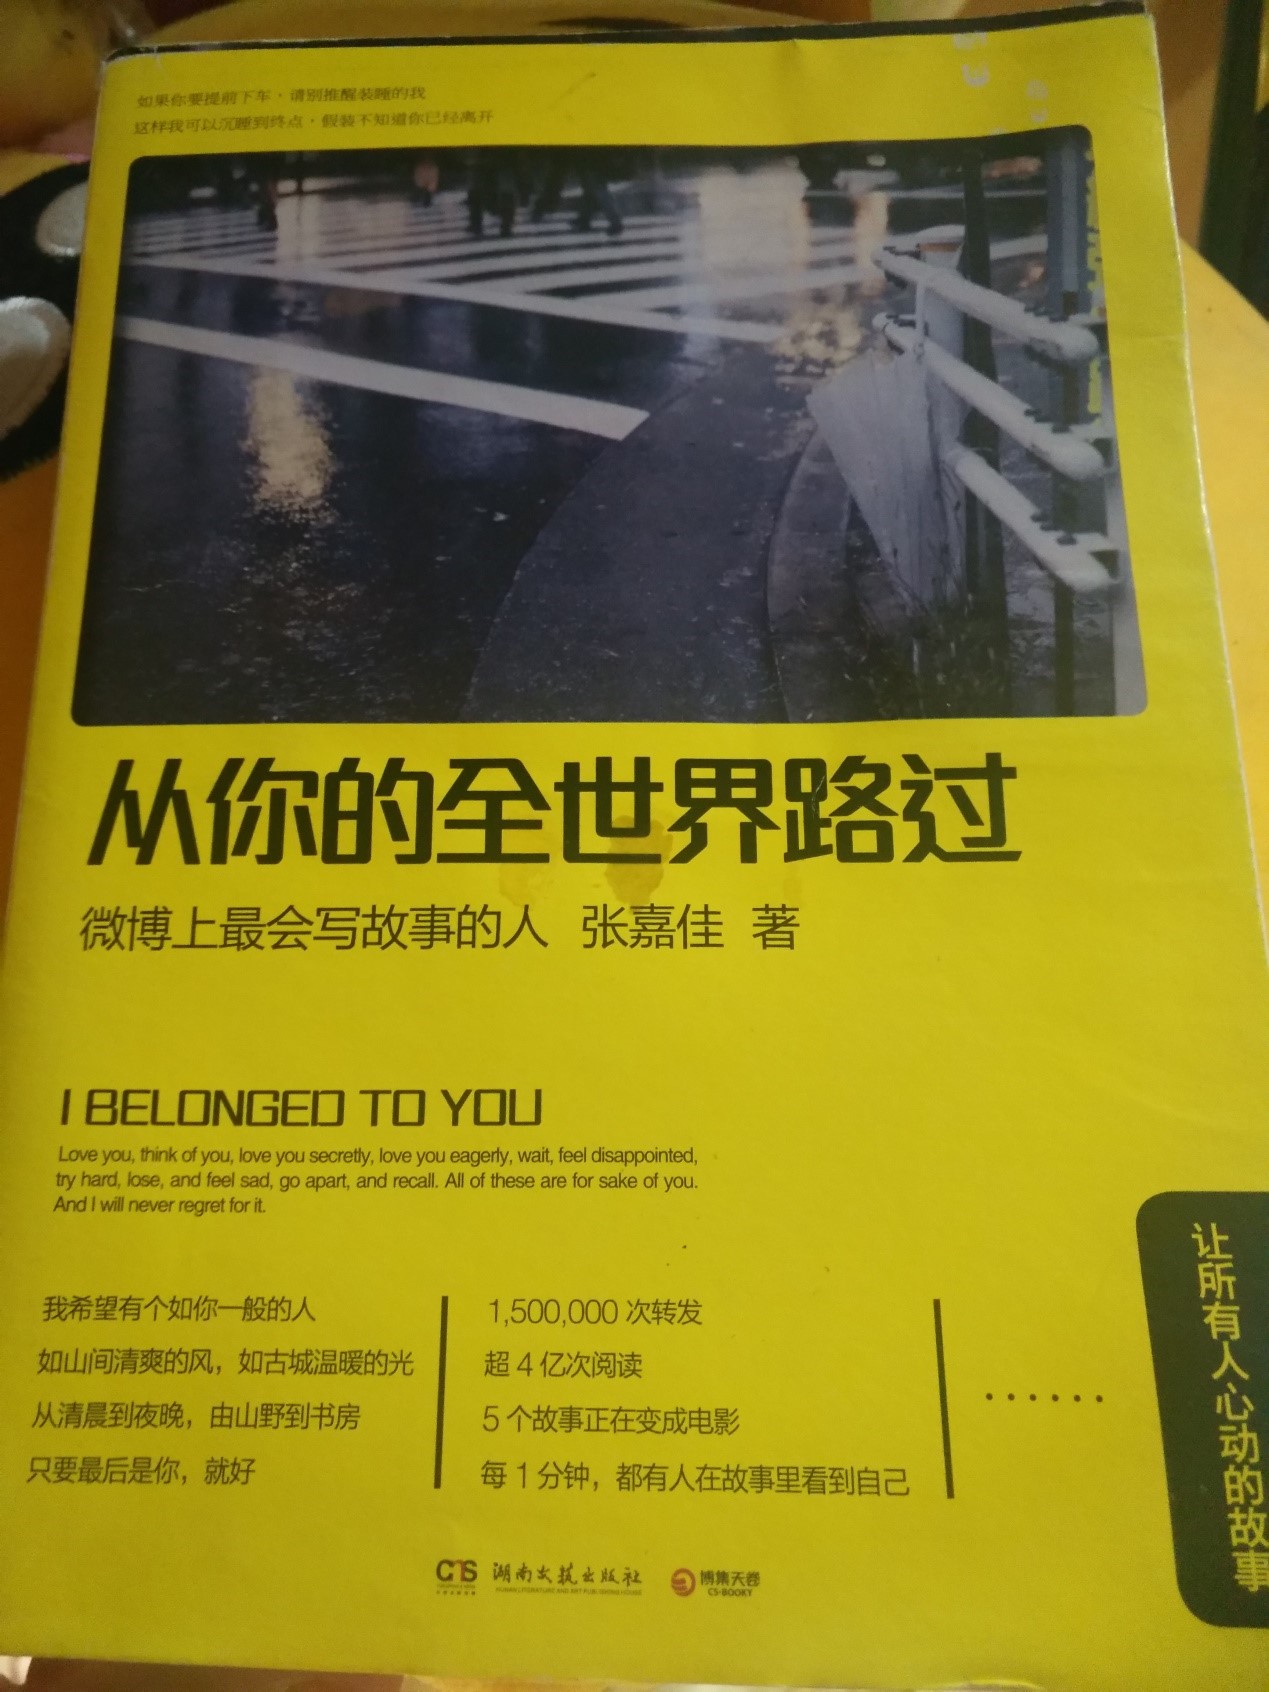 如果你要提前下车，请别推醒装睡的我
这样我可以沉睡到终点，假装不知道你已经离开
从你的全世界路过
微博上最会写故事的人 张嘉佳 著
I BELONGED TO YOU
Love you, think of you, love you secretly, love you eagerly, wait, feel disappointed,
try hard, lose, and feel sad, go apart, and recall. All of these are for sake of you.
And I will never regret for it.
我希望有个如你一般的人
如山间清爽的风，如古城温暖的光
从清晨到夜晚，由山野到书房
只要最后是你，就好
1,500,000 次转发
超 4 亿次阅读
5 个故事正在变成电影
每 1 分钟，都有人在故事里看到自己
······
让所有人心动的故事
湖南文艺出版社
HUNAN LITERATURE AND ART PUBLISHING HOUSE
博集天卷
CS-BOOKY